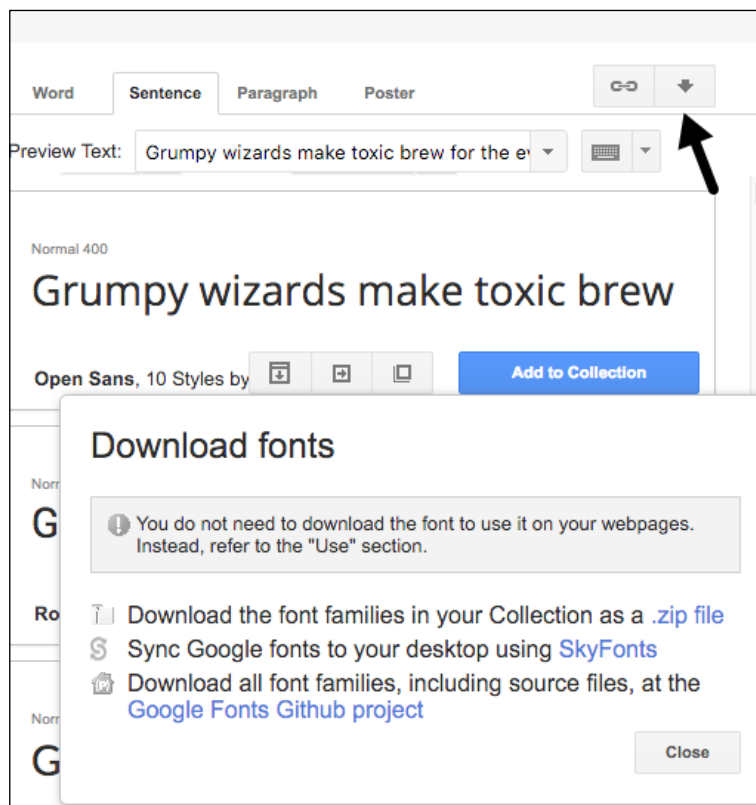 Word Sentence Paragraph Poster
Preview Text: Grumpy wizards make toxic brew for the e
Normal 400
Grumpy wizards make toxic brew
Open Sans, 10 Styles by
Add to Collection
Download fonts
You do not need to download the font to use it on your webpages.
Instead, refer to the "Use" section.
Norr
G
Ro
Download the font families in your Collection as a .zip file
Sync Google fonts to your desktop using SkyFonts
Download all font families, including source files, at the
Google Fonts Github project
Norr
G
Close